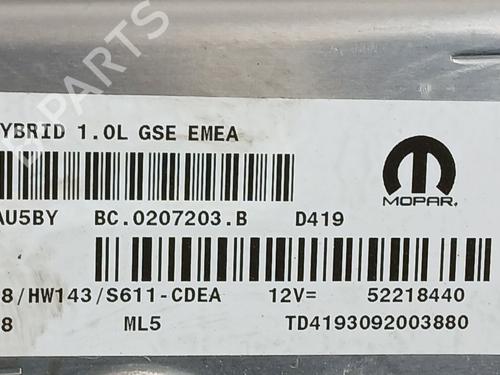 YBRID 1.0L GSE EMEA
AU5BY BC.0207203.B D419
MOPAR.
8/HW143/S611-CDEA 12V= 52218440
8 ML5 TD4193092003880